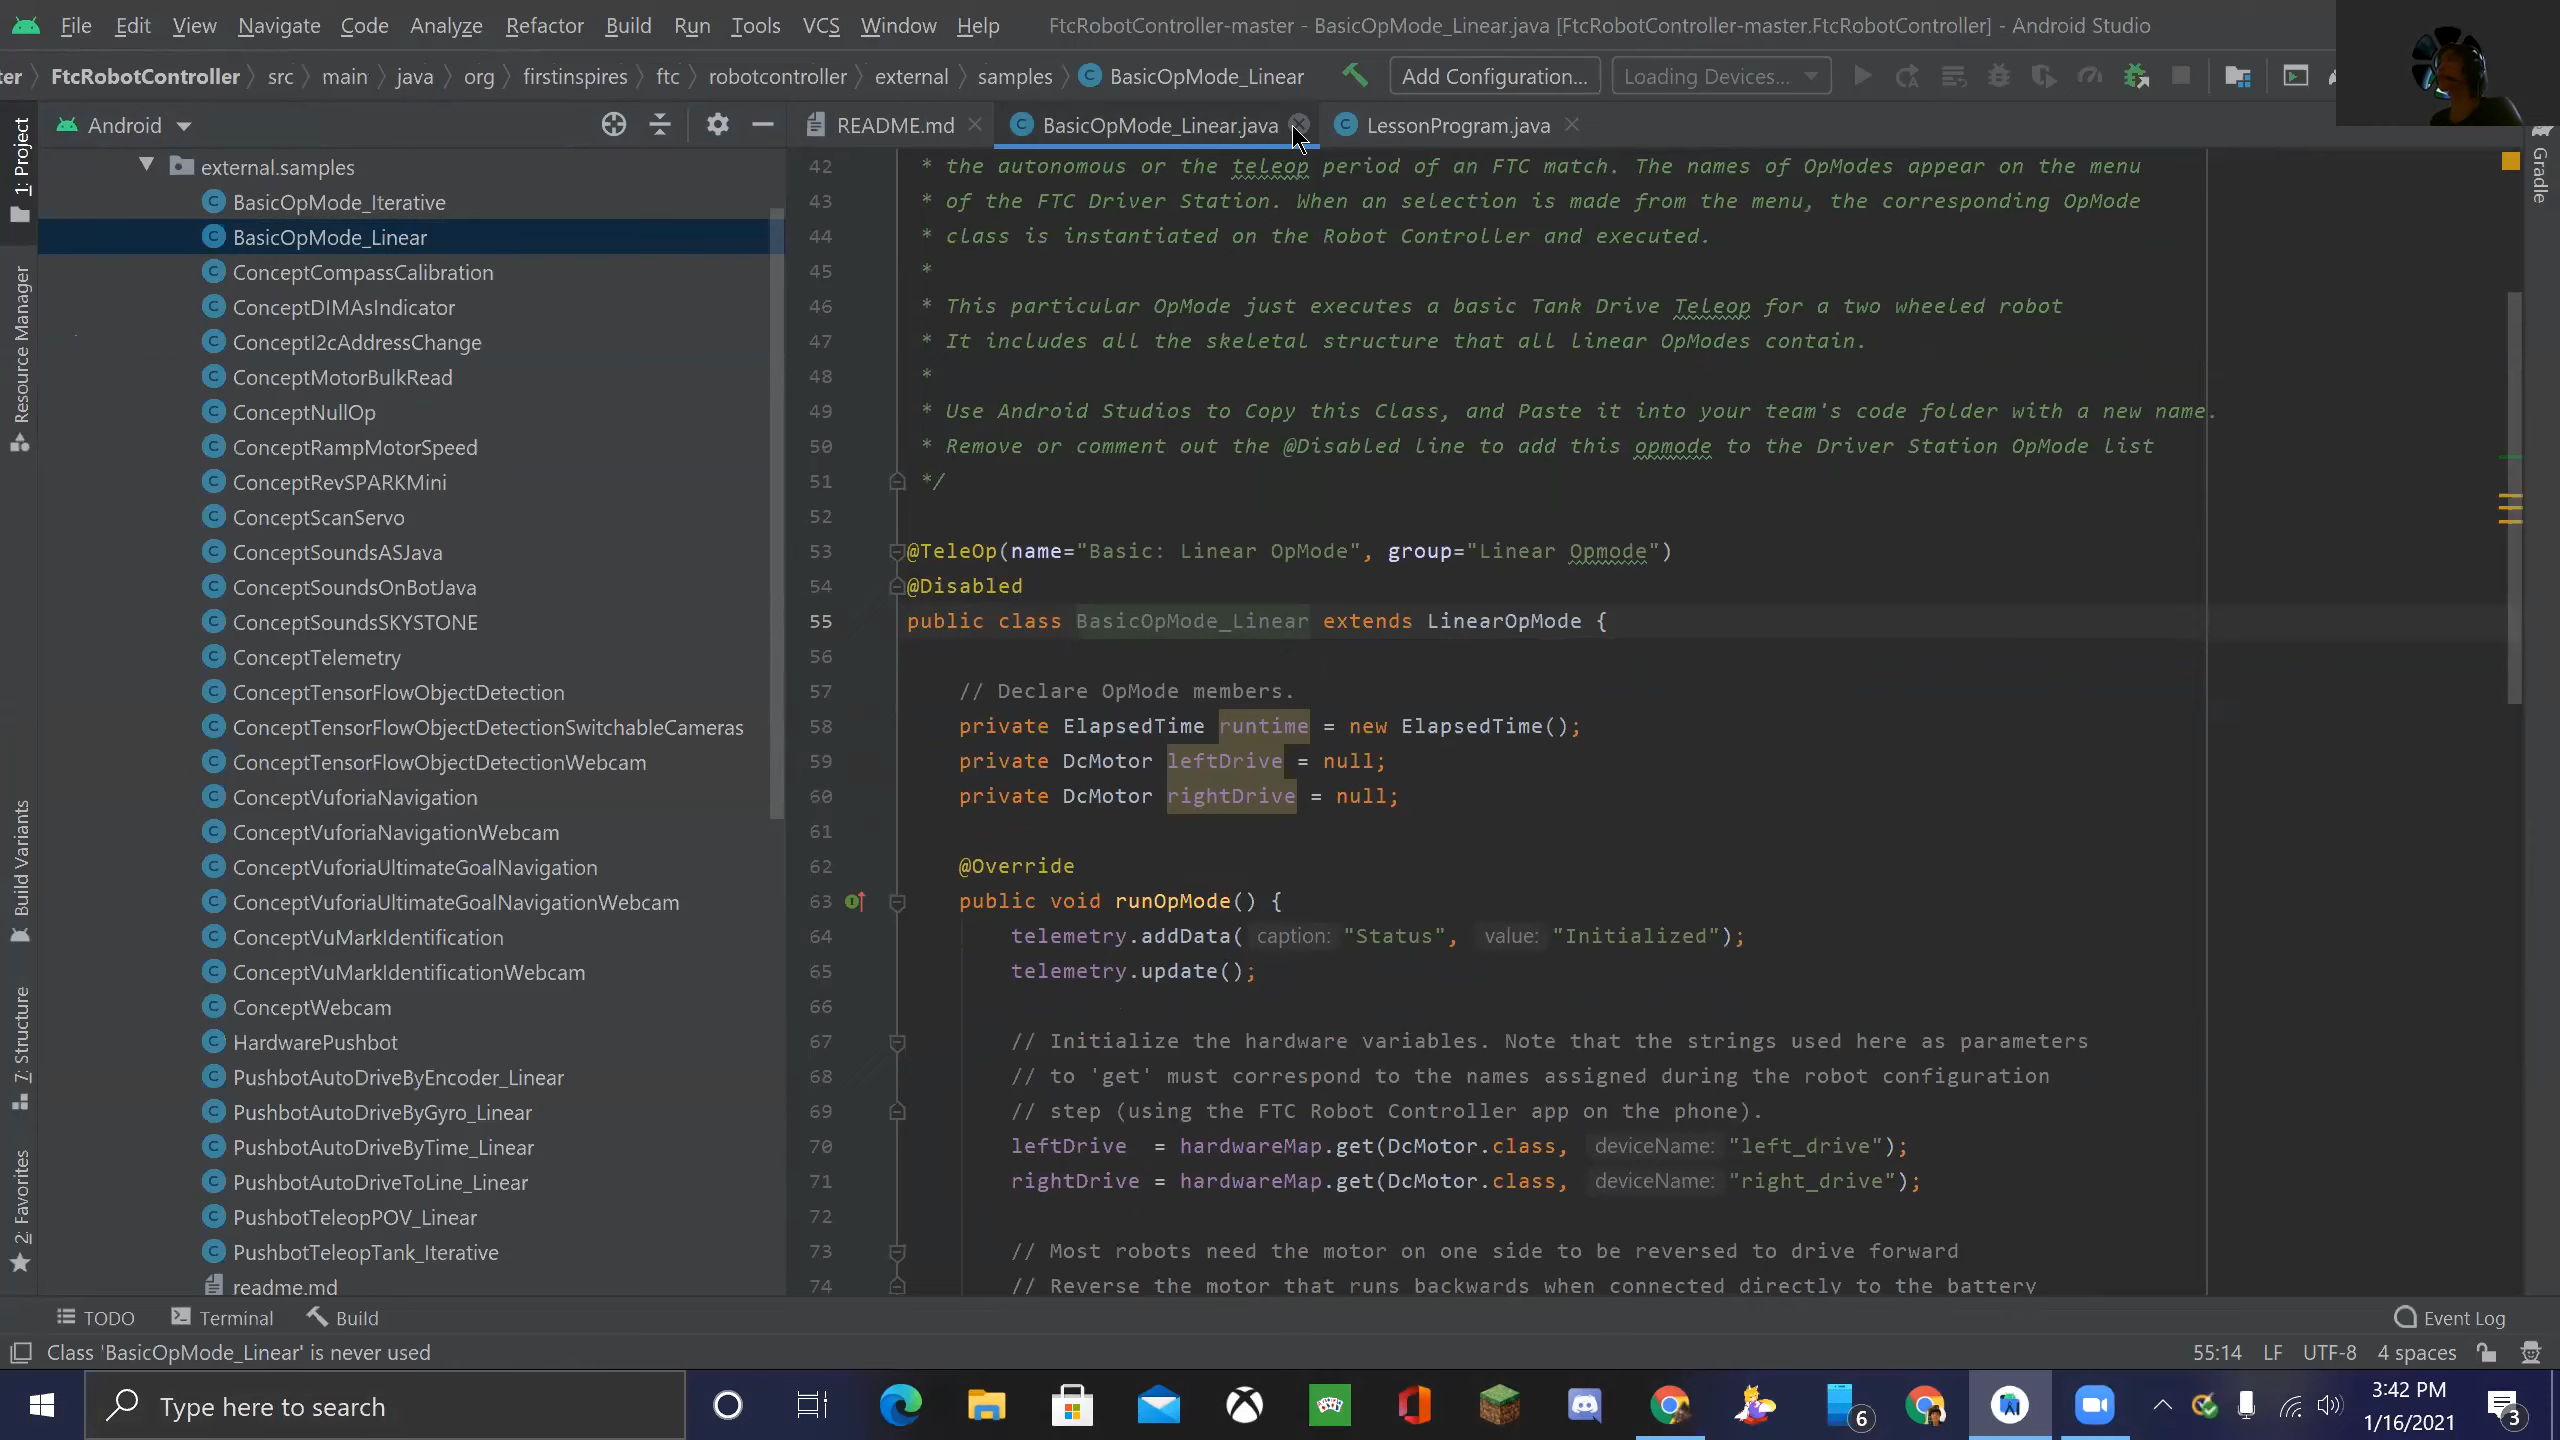 File Edit View Navigate Code Analyze Refactor Build Run Tools VCS Window Help FtcRobotController-master - BasicOpMode_Linear.java [FtcRobotController-master.FtcRobotController] - Android Studio
ter FtcRobotController src main java org firstinspires ftc robotcontroller external samples BasicOpMode_Linear Add Configuration... Loading Devices...
Android README.md BasicOpMode_Linear.java LessonProgram.java
1: Project
Resource Manager
Build Variants
7: Structure
2: Favorites
Gradle
external.samples
BasicOpMode_Iterative
BasicOpMode_Linear
ConceptCompassCalibration
ConceptDIMAsIndicator
ConceptI2cAddressChange
ConceptMotorBulkRead
ConceptNullOp
ConceptRampMotorSpeed
ConceptRevSPARKMini
ConceptScanServo
ConceptSoundsASJava
ConceptSoundsOnBotJava
ConceptSoundsSKYSTONE
ConceptTelemetry
ConceptTensorFlowObjectDetection
ConceptTensorFlowObjectDetectionSwitchableCameras
ConceptTensorFlowObjectDetectionWebcam
ConceptVuforiaNavigation
ConceptVuforiaNavigationWebcam
ConceptVuforiaUltimateGoalNavigation
ConceptVuforiaUltimateGoalNavigationWebcam
ConceptVuMarkIdentification
ConceptVuMarkIdentificationWebcam
ConceptWebcam
HardwarePushbot
PushbotAutoDriveByEncoder_Linear
PushbotAutoDriveByGyro_Linear
PushbotAutoDriveByTime_Linear
PushbotAutoDriveToLine_Linear
PushbotTeleopPOV_Linear
PushbotTeleopTank_Iterative
readme.md
42 * the autonomous or the teleop period of an FTC match. The names of OpModes appear on the menu
43 * of the FTC Driver Station. When an selection is made from the menu, the corresponding OpMode
44 * class is instantiated on the Robot Controller and executed.
45 *
46 * This particular OpMode just executes a basic Tank Drive Teleop for a two wheeled robot
47 * It includes all the skeletal structure that all linear OpModes contain.
48 *
49 * Use Android Studios to Copy this Class, and Paste it into your team's code folder with a new name.
50 * Remove or comment out the @Disabled line to add this opmode to the Driver Station OpMode list
51 */
52
53 @TeleOp(name="Basic: Linear OpMode", group="Linear Opmode")
54 @Disabled
55 public class BasicOpMode_Linear extends LinearOpMode {
56
57 // Declare OpMode members.
58 private ElapsedTime runtime = new ElapsedTime();
59 private DcMotor leftDrive = null;
60 private DcMotor rightDrive = null;
61
62 @Override
63 public void runOpMode() {
64 telemetry.addData( caption: "Status", value: "Initialized");
65 telemetry.update();
66
67 // Initialize the hardware variables. Note that the strings used here as parameters
68 // to 'get' must correspond to the names assigned during the robot configuration
69 // step (using the FTC Robot Controller app on the phone).
70 leftDrive = hardwareMap.get(DcMotor.class, deviceName: "left_drive");
71 rightDrive = hardwareMap.get(DcMotor.class, deviceName: "right_drive");
72
73 // Most robots need the motor on one side to be reversed to drive forward
74 // Reverse the motor that runs backwards when connected directly to the battery
TODO Terminal Build Event Log
Class 'BasicOpMode_Linear' is never used 55:14 LF UTF-8 4 spaces
Type here to search 6 3:42 PM
1/16/2021 3